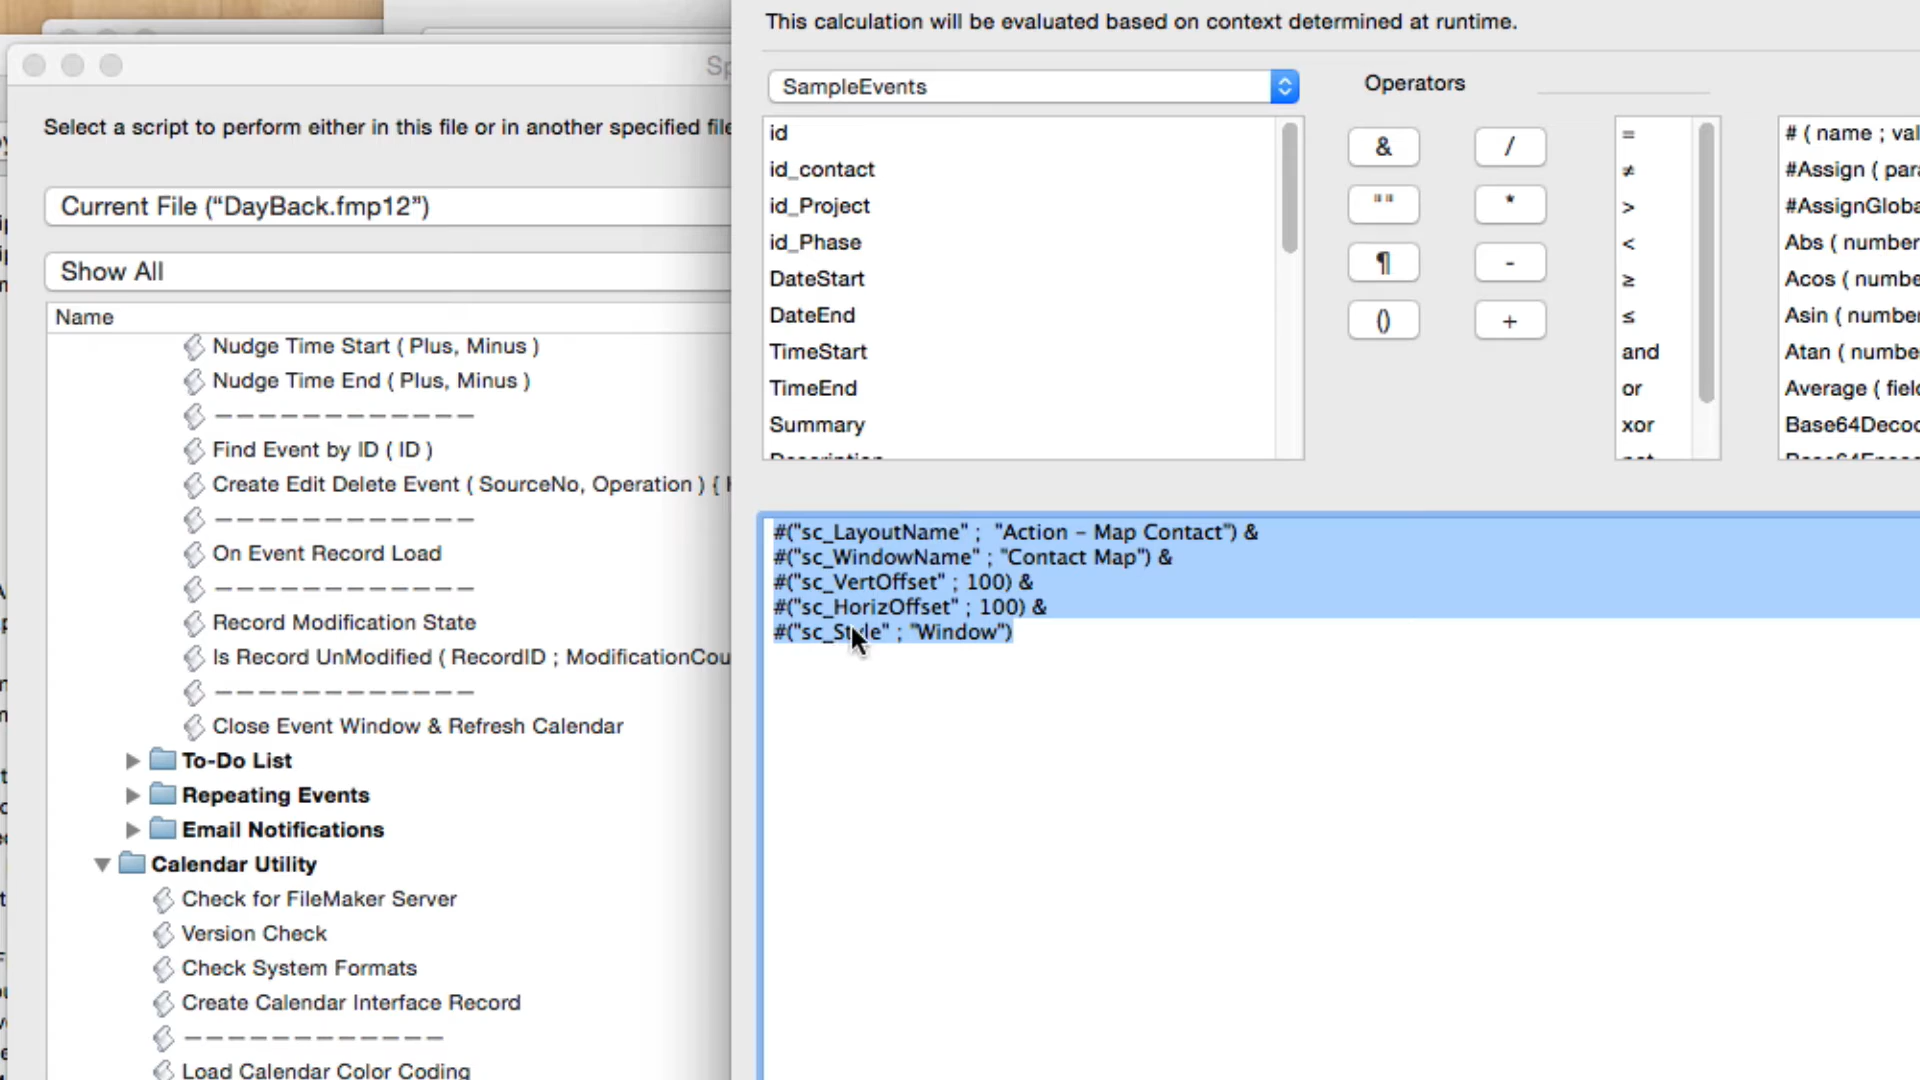 This calculation will be evaluated based on context determined at runtime.
Select a script to perform either in this file or in another specified file
Current File (“DayBack.fmp12”)
Show All
Name
Nudge Time Start ( Plus, Minus )
Nudge Time End ( Plus, Minus )
— — — — — — — — — — — —
Find Event by ID ( ID )
Create Edit Delete Event ( SourceNo, Operation ) {
— — — — — — — — — — — —
On Event Record Load
— — — — — — — — — — — —
Record Modification State
Is Record UnModified ( RecordID ; ModificationCou
— — — — — — — — — — — —
Close Event Window & Refresh Calendar
To-Do List
Repeating Events
Email Notifications
Calendar Utility
Check for FileMaker Server
Version Check
Check System Formats
Create Calendar Interface Record
— — — — — — — — — — — —
Load Calendar Color Coding
SampleEvents
id
id_contact
id_Project
id_Phase
DateStart
DateEnd
TimeStart
TimeEnd
Summary
Description
Operators
& /
"" *
¶ -
() +
=
≠
>
<
≥
≤
and
or
xor
not
# ( name ; val
#Assign ( para
#AssignGloba
Abs ( number
Acos ( numbe
Asin ( number
Atan ( numbe
Average ( field
Base64Decod
#("sc_LayoutName" ; "Action - Map Contact") &
#("sc_WindowName" ; "Contact Map") &
#("sc_VertOffset" ; 100) &
#("sc_HorizOffset" ; 100) &
#("sc_Style" ; "Window")